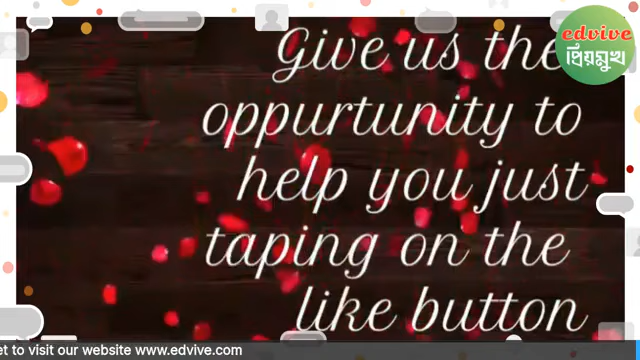 edvive
প্রিয়মুখ
Give us the
oppurtunity to
help you just
taping on the
like button
to visit our website www.edvive.com